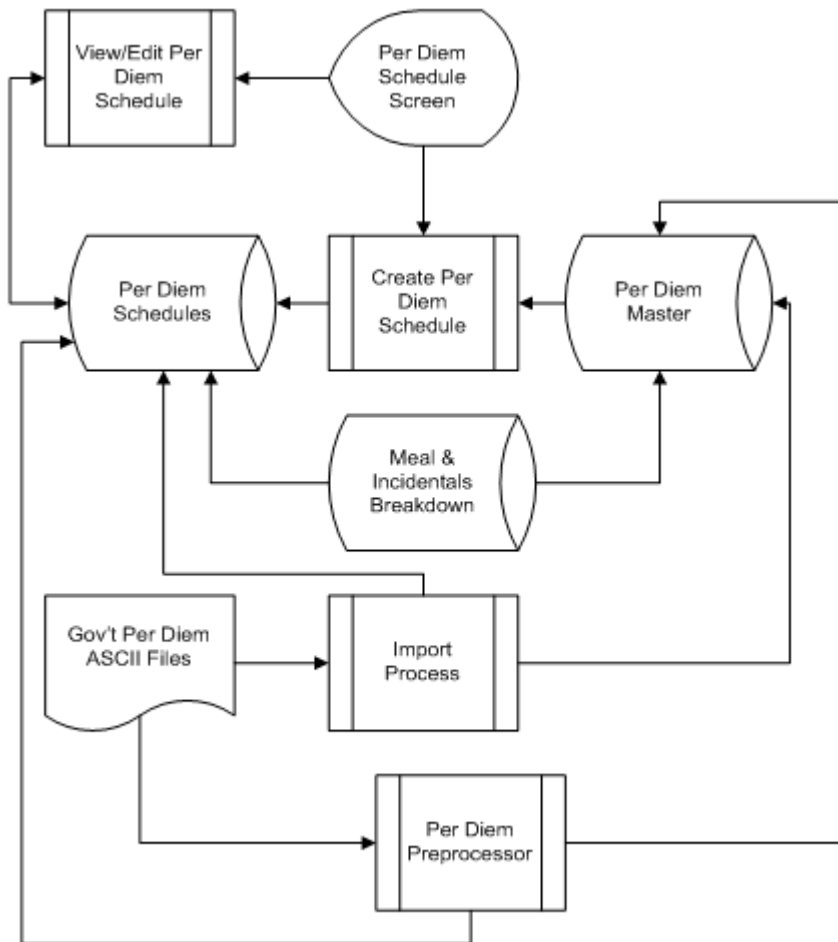 View/Edit Per
Diem
Schedule
Per Diem
Schedule
Screen
Per Diem
Schedules
Create Per
Diem
Schedule
Per Diem
Master
Meal &
Incidentals
Breakdown
Gov't Per Diem
ASCII Files
Import
Process
Per Diem
Preprocessor